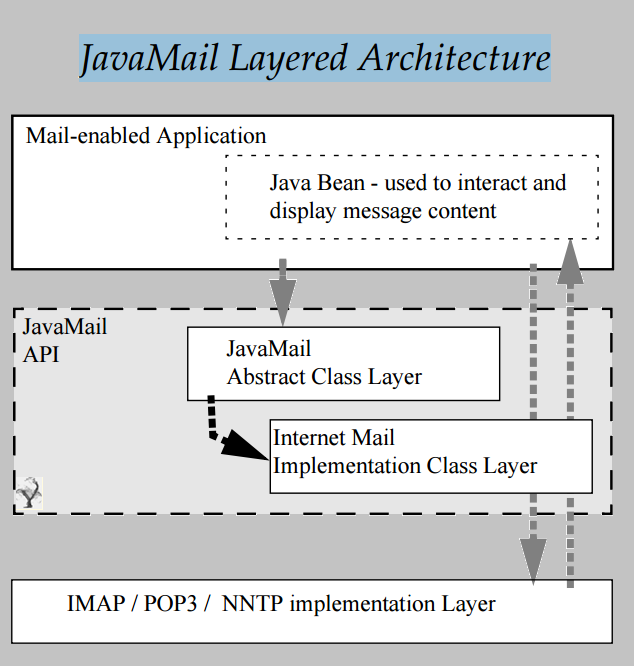 JavaMail Layered Architecture
Mail-enabled Application
Java Bean - used to interact and
display message content
JavaMail
API
JavaMail
Abstract Class Layer
Internet Mail
Implementation Class Layer
IMAP / POP3 / NNTP implementation Layer